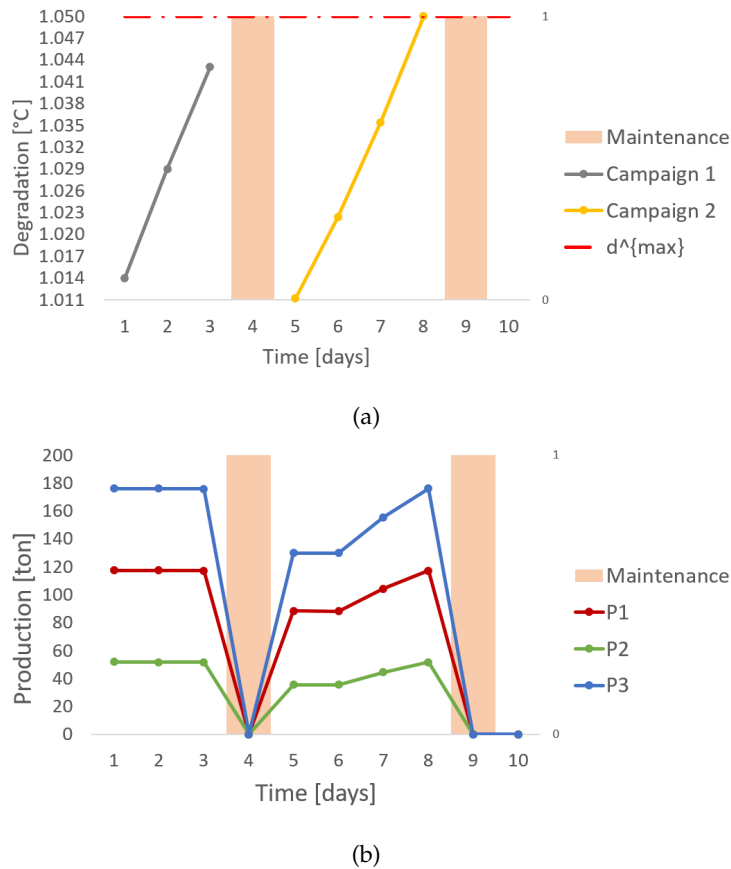 1.050
1.047
1.044
1.041
1.038
1.035
1.032
1.029
1.026
1.023
1.020
1.017
1.014
1.011
Degradation [°C]
1
0
1 2 3 4 5 6 7 8 9 10
Time [days]
Maintenance
Campaign 1
Campaign 2
d^{max}
(a)
200
180
160
140
120
100
80
60
40
20
0
Production [ton]
1
0
1 2 3 4 5 6 7 8 9 10
Time [days]
Maintenance
P1
P2
P3
(b)